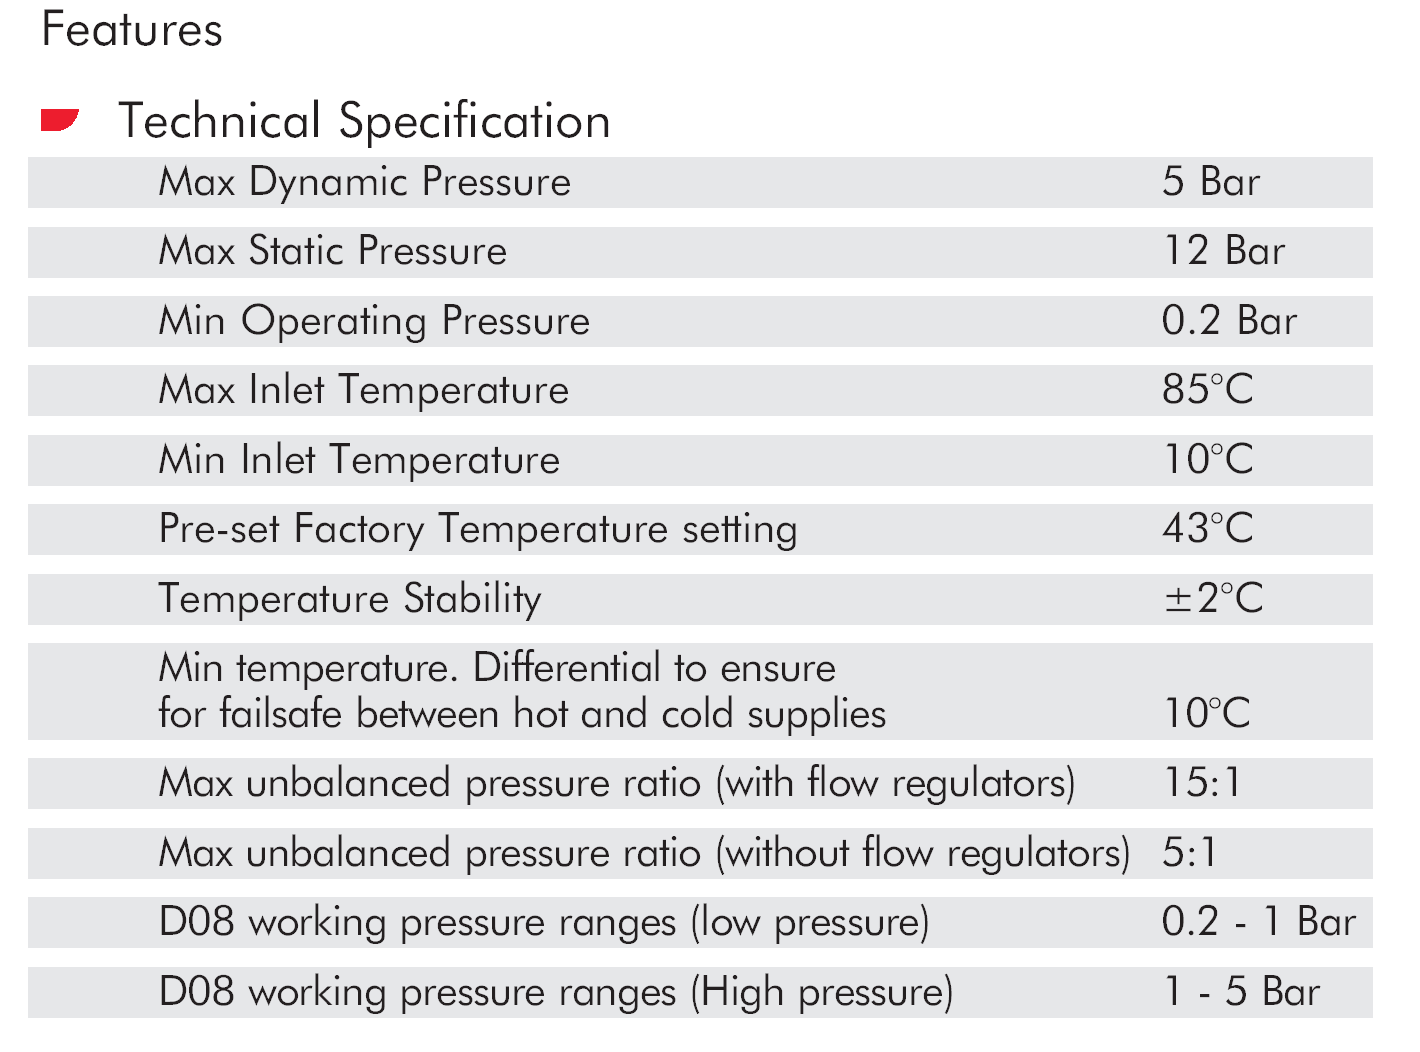 Features
Technical Specification
Max Dynamic Pressure 5 Bar
Max Static Pressure 12 Bar
Min Operating Pressure 0.2 Bar
Max Inlet Temperature 85°C
Min Inlet Temperature 10°C
Pre-set Factory Temperature setting 43°C
Temperature Stability ±2°C
Min temperature. Differential to ensure
for failsafe between hot and cold supplies 10°C
Max unbalanced pressure ratio (with flow regulators) 15:1
Max unbalanced pressure ratio (without flow regulators) 5:1
D08 working pressure ranges (low pressure) 0.2 - 1 Bar
D08 working pressure ranges (High pressure) 1 - 5 Bar